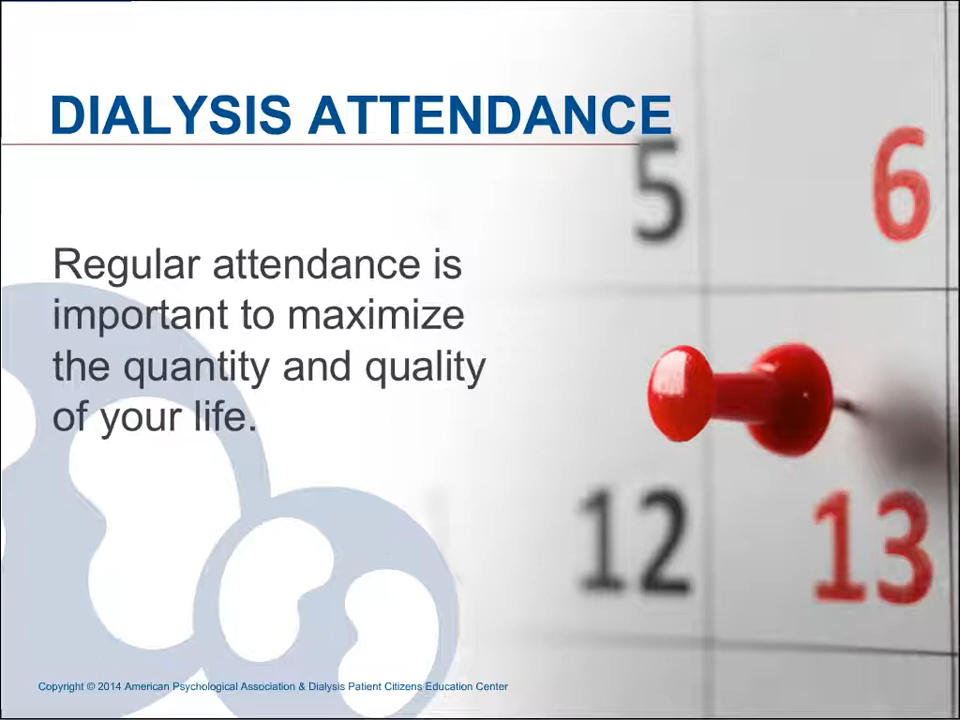 DIALYSIS ATTENDANCE
5
6
Regular attendance is
important to maximize
the quantity and quality
of your life.
12
13
Copyright © 2014 American Psychological Association & Dialysis Patient Citizens Education Center